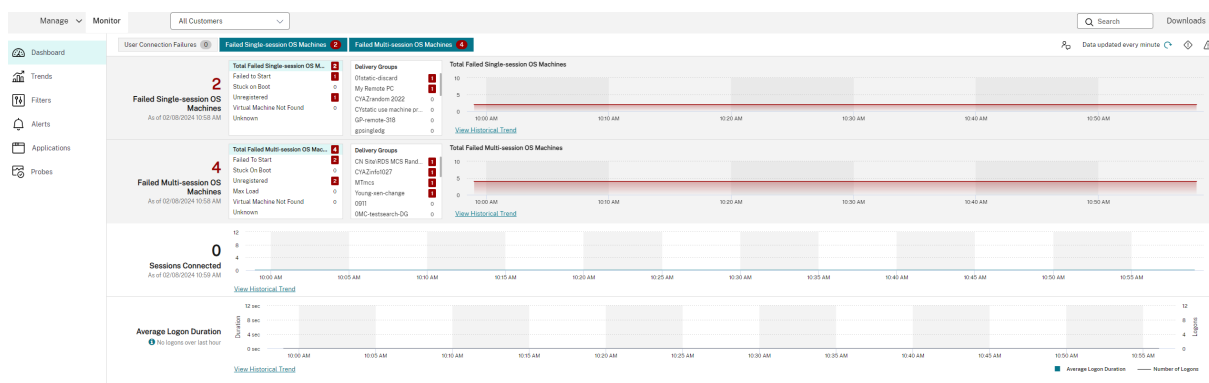 Manage Monitor All Customers Search Downloads
Dashboard
Trends
Filters
Alerts
Applications
Probes
User Connection Failures 0 Failed Single-session OS Machines 2 Failed Multi-session OS Machines 4 Data updated every minute
2
Failed Single-session OS
Machines
As of 02/08/2024 10:58 AM
Total Failed Single-session OS M... 2
Failed to Start 1
Stuck on Boot 0
Unregistered 1
Virtual Machine Not Found 0
Unknown
Delivery Groups
01static-discard 1
My Remote PC 1
CYAZrandom 2022 0
CYstatic use machine pr... 0
GP-remote-318 0
gpsingledg 0
Total Failed Single-session OS Machines
10
5
0
10:00 AM 10:10 AM 10:20 AM 10:30 AM 10:40 AM 10:50 AM
View Historical Trend
4
Failed Multi-session OS
Machines
As of 02/08/2024 10:58 AM
Total Failed Multi-session OS Mac... 4
Failed To Start 2
Stuck On Boot 0
Unregistered 2
Max Load 0
Virtual Machine Not Found 0
Unknown
Delivery Groups
CN Site\RDS MCS Rand... 1
CYAZinfo1027 1
MTmcs 1
Young-xen-change 1
0911 0
OMC-testsearch-DG 0
Total Failed Multi-session OS Machines
10
5
0
10:00 AM 10:10 AM 10:20 AM 10:30 AM 10:40 AM 10:50 AM
View Historical Trend
0
Sessions Connected
As of 02/08/2024 10:59 AM
12
8
4
0
10:00 AM 10:05 AM 10:10 AM 10:15 AM 10:20 AM 10:25 AM 10:30 AM 10:35 AM 10:40 AM 10:45 AM 10:50 AM 10:55 AM
View Historical Trend
Average Logon Duration
No logons over last hour
Duration
12 sec
8 sec
4 sec
0 sec
12
8
4
0
Logons
10:00 AM 10:05 AM 10:10 AM 10:15 AM 10:20 AM 10:25 AM 10:30 AM 10:35 AM 10:40 AM 10:45 AM 10:50 AM 10:55 AM
View Historical Trend
Average Logon Duration Number of Logons